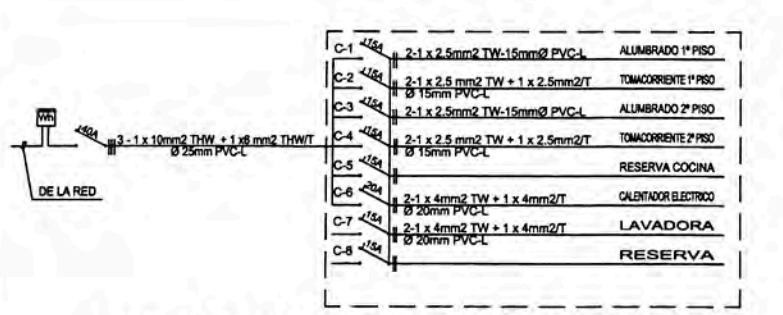 C-1 15A 2-1 x 2.5mm2 TW-15mmØ PVC-L ALUMBRADO 1º PISO
C-2 15A 2-1 x 2.5 mm2 TW + 1 x 2.5mm2/T TOMACORRIENTE 1º PISO
Ø 15mm PVC-L
C-3 15A 2-1 x 2.5mm2 TW-15mmØ PVC-L ALUMBRADO 2º PISO
Wh
40A 3 - 1 x 10mm2 THW + 1 x6 mm2 THW/T
Ø 25mm PVC-L
C-4 15A 2-1 x 2.5 mm2 TW + 1 x 2.5mm2/T TOMACORRIENTE 2º PISO
Ø 15mm PVC-L
C-5 15A RESERVA COCINA
DE LA RED
C-6 20A 2-1 x 4mm2 TW + 1 x 4mm2/T CALENTADOR ELECTRICO
Ø 20mm PVC-L
C-7 15A 2-1 x 4mm2 TW + 1 x 4mm2/T LAVADORA
Ø 20mm PVC-L
C-8 15A RESERVA